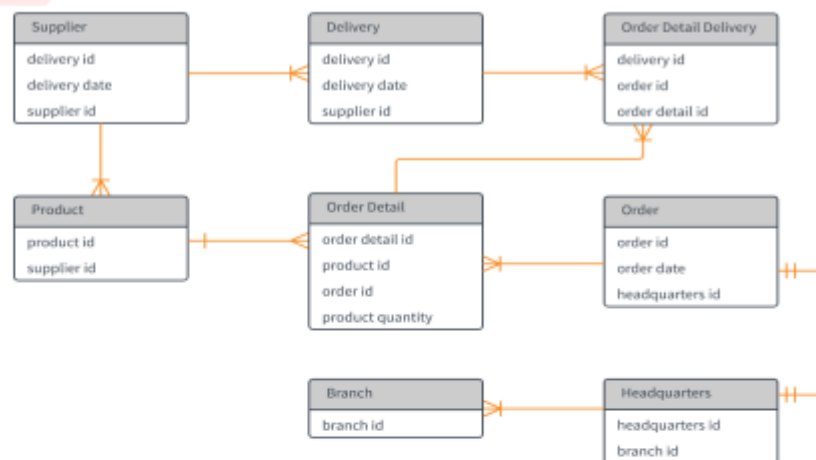 Supplier
delivery id
delivery date
supplier id
Delivery
delivery id
delivery date
supplier id
Order Detail Delivery
delivery id
order id
order detail id
Product
product id
supplier id
Order Detail
order detail id
product id
order id
product quantity
Order
order id
order date
headquarters id
Branch
branch id
Headquarters
headquarters id
branch id